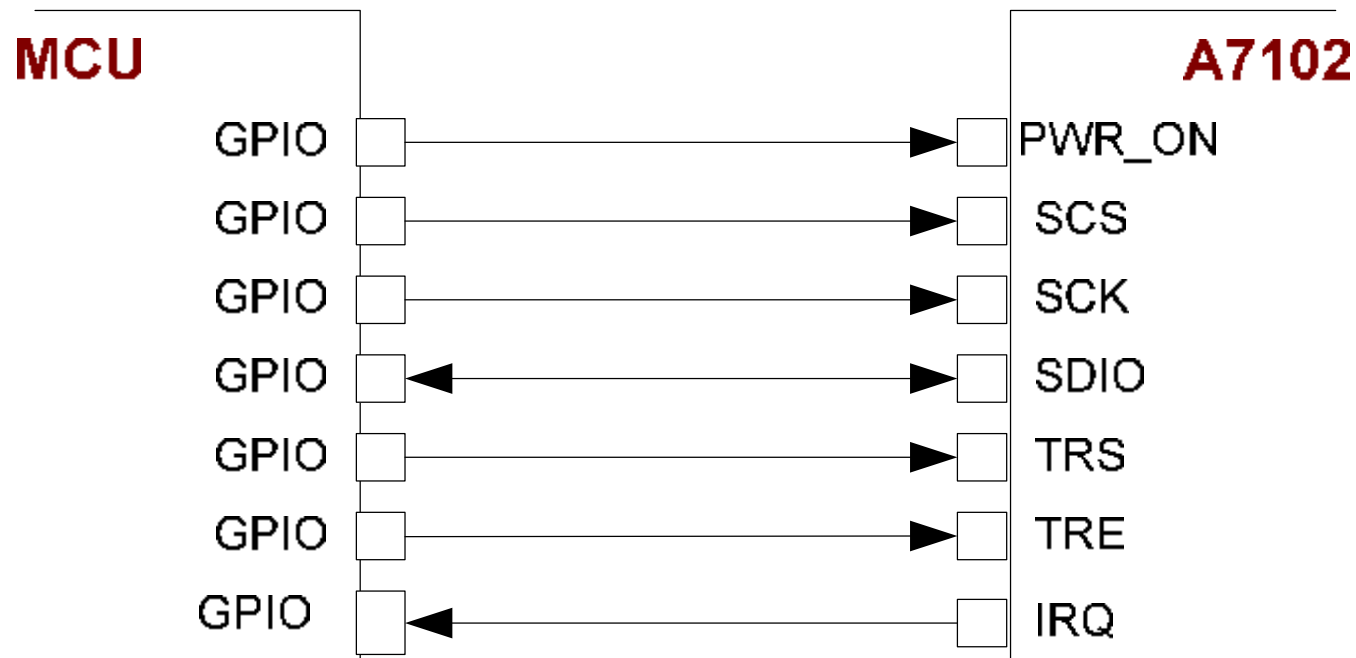 MCU A7102
GPIO PWR_ON
GPIO SCS
GPIO SCK
GPIO SDIO
GPIO TRS
GPIO TRE
GPIO IRQ